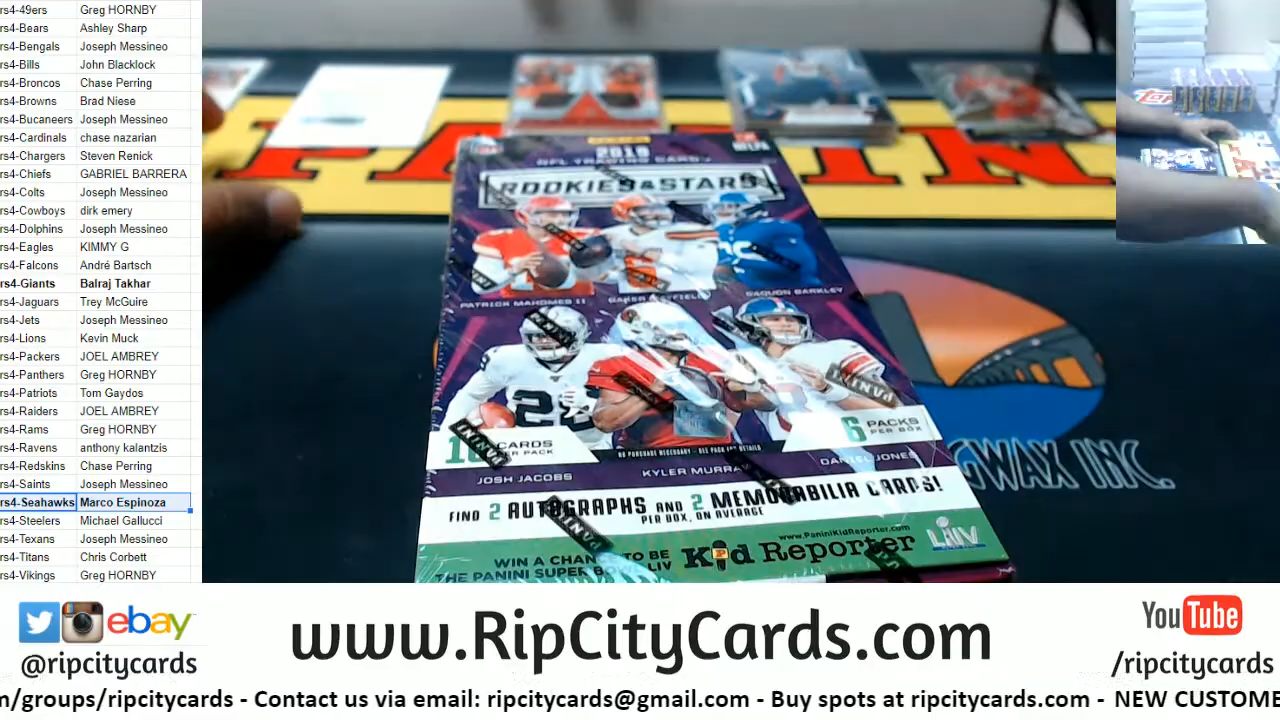 rs4-49ers Greg HORNBY
rs4-Bears Ashley Sharp
rs4-Bengals Joseph Messineo
rs4-Bills John Blacklock
rs4-Broncos Chase Perring
rs4-Browns Brad Niese
rs4-Bucaneers Joseph Messineo
rs4-Cardinals chase nazarian
rs4-Chargers Steven Renick
rs4-Chiefs GABRIEL BARRERA
rs4-Colts Joseph Messineo
rs4-Cowboys dirk emery
rs4-Dolphins Joseph Messineo
rs4-Eagles KIMMY G
rs4-Falcons André Bartsch
rs4-Giants Balraj Takhar
rs4-Jaguars Trey McGuire
rs4-Jets Joseph Messineo
rs4-Lions Kevin Muck
rs4-Packers JOEL AMBREY
rs4-Panthers Greg HORNBY
rs4-Patriots Tom Gaydos
rs4-Raiders JOEL AMBREY
rs4-Rams Greg HORNBY
rs4-Ravens anthony kalantzis
rs4-Redskins Chase Perring
rs4-Saints Joseph Messineo
rs4-Seahawks Marco Espinoza
rs4-Steelers Michael Gallucci
rs4-Texans Joseph Messineo
rs4-Titans Chris Corbett
rs4-Vikings Greg HORNBY
2019
NFL TRADING CARDS
ROOKIES&STARS
PATRICK MAHOMES II BAKER MAYFIELD SAQUON BARKLEY
CARDS
PER PACK
6 PACKS
PER BOX
NO PURCHASE NECESSARY - SEE PACK FOR DETAILS
JOSH JACOBS KYLER MURRAY DANIEL JONES
FIND 2 AUTOGRAPHS AND 2 MEMORABILIA CARDS!
PER BOX, ON AVERAGE
www.PaniniKidReporter.com
WIN A CHANCE TO BE
THE PANINI SUPER BOWL LIV
Kid Reporter
LIV
PANINI
GWAX INC.
ebay
@ripcitycards
www.RipCityCards.com
YouTube
/ripcitycards
m/groups/ripcitycards - Contact us via email: ripcitycards@gmail.com - Buy spots at ripcitycards.com - NEW CUSTOME